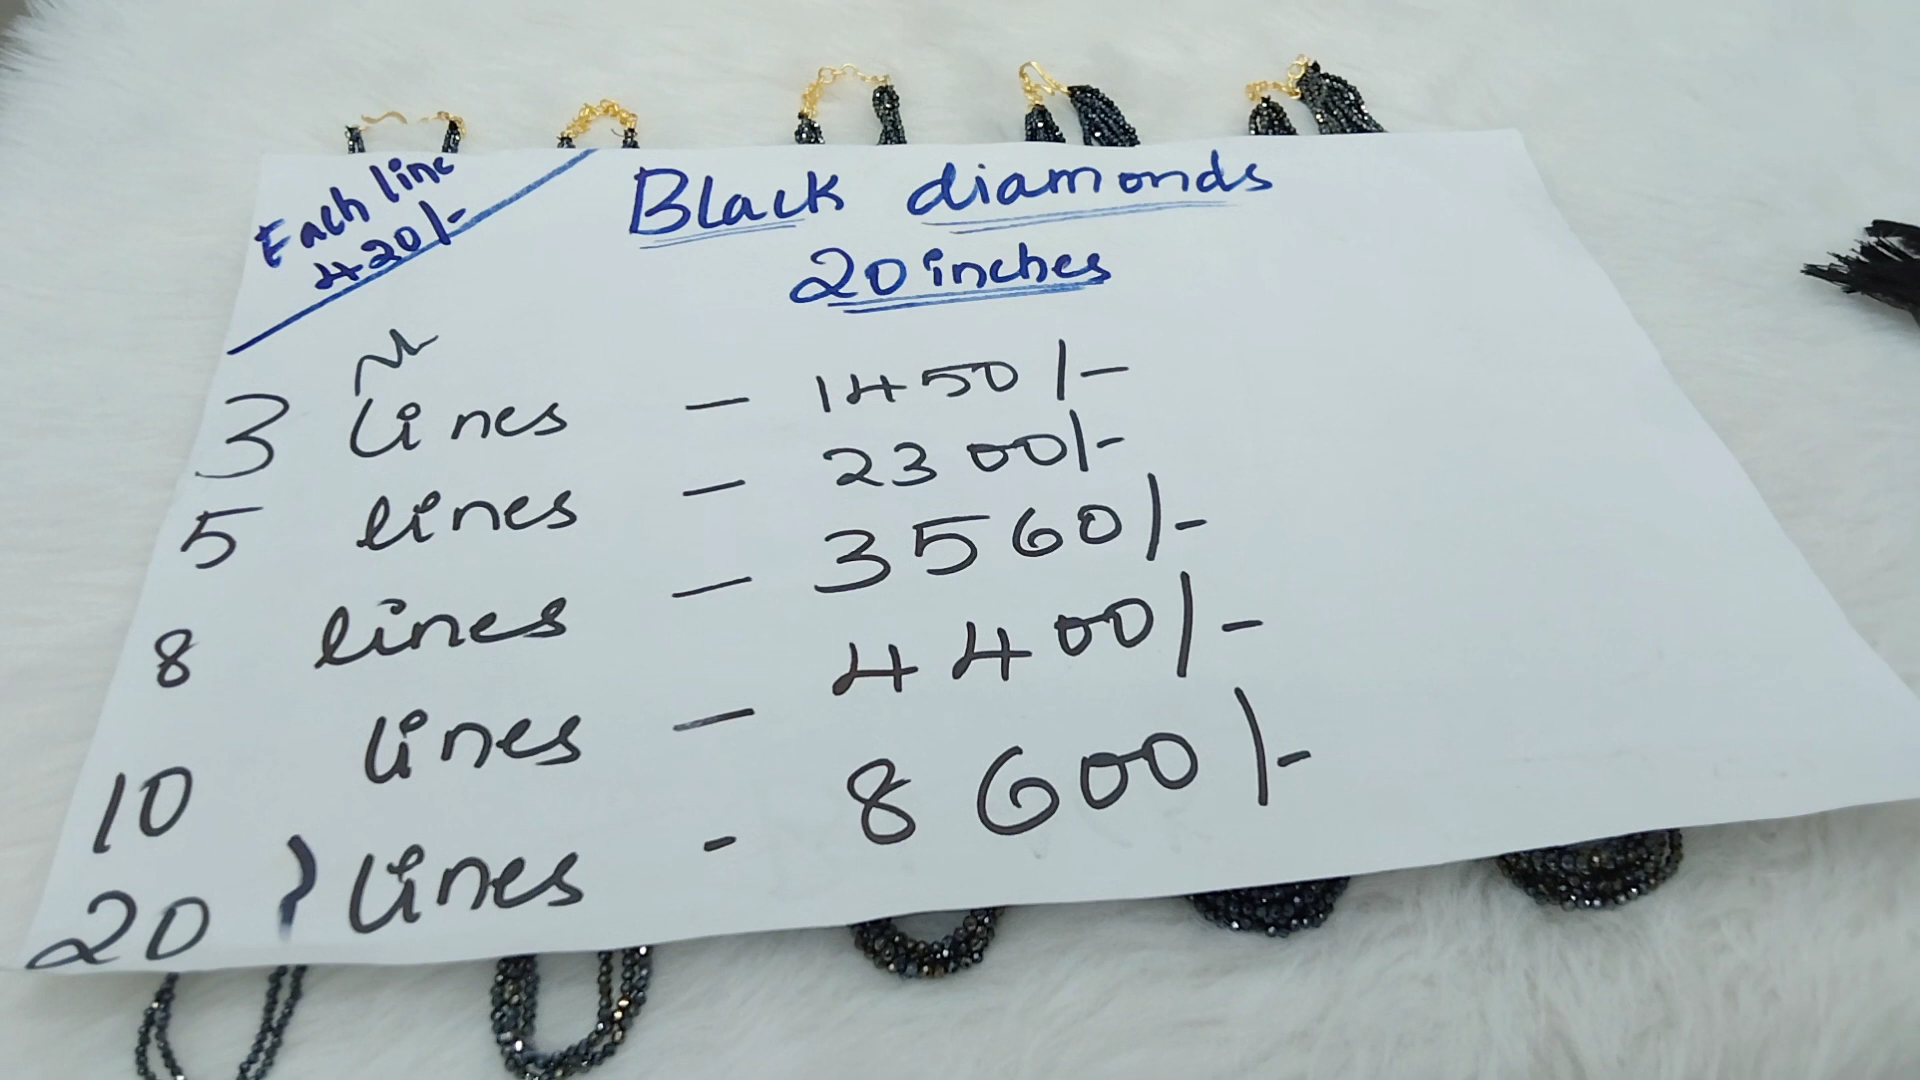 Each line
420/-
Black diamonds
20 inches
3 lines - 1450/-
5 lines - 2300/-
8 lines - 3560/-
10 lines - 4400/-
20 lines - 8600/-